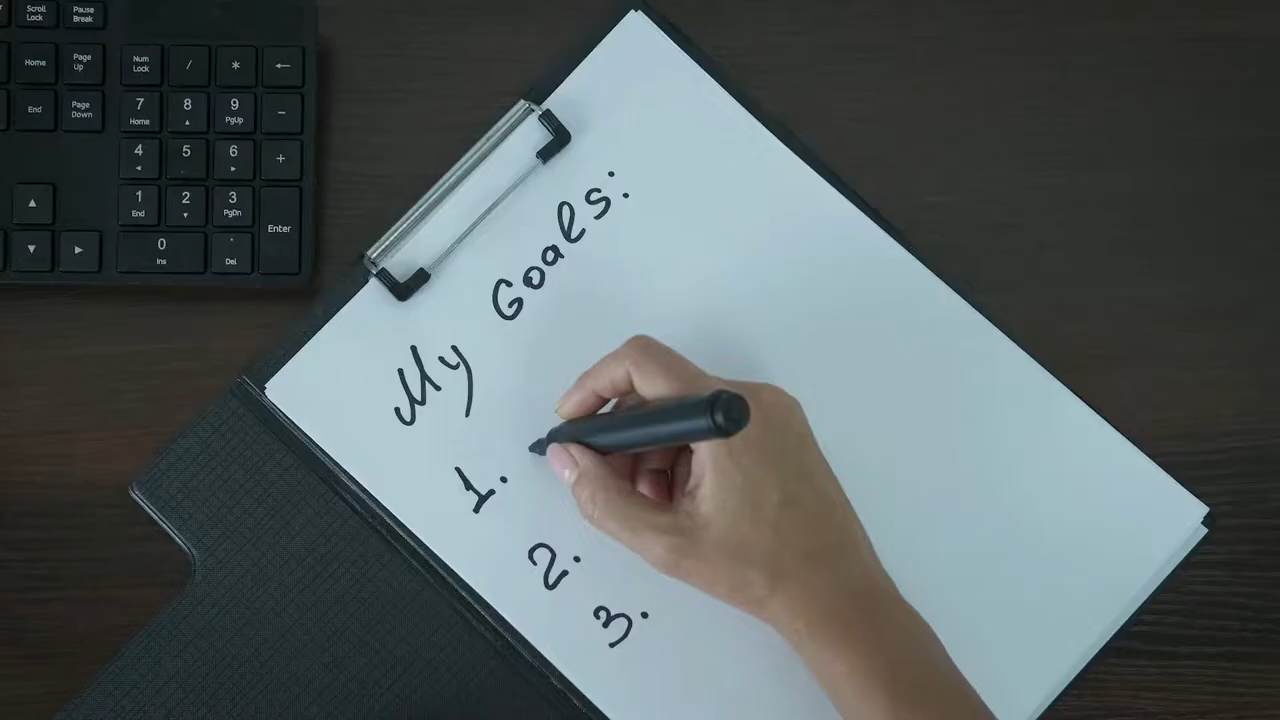 Scroll Lock
Pause Break
Home
Page Up
Num Lock
/
*
←
End
Page Down
7 Home
8 ▲
9 PgUp
-
4 ◄
5
6 ►
+
▲
1 End
2 ▼
3 PgDn
Enter
▼
►
0 Ins
. Del
My Goals:
1.
2.
3.